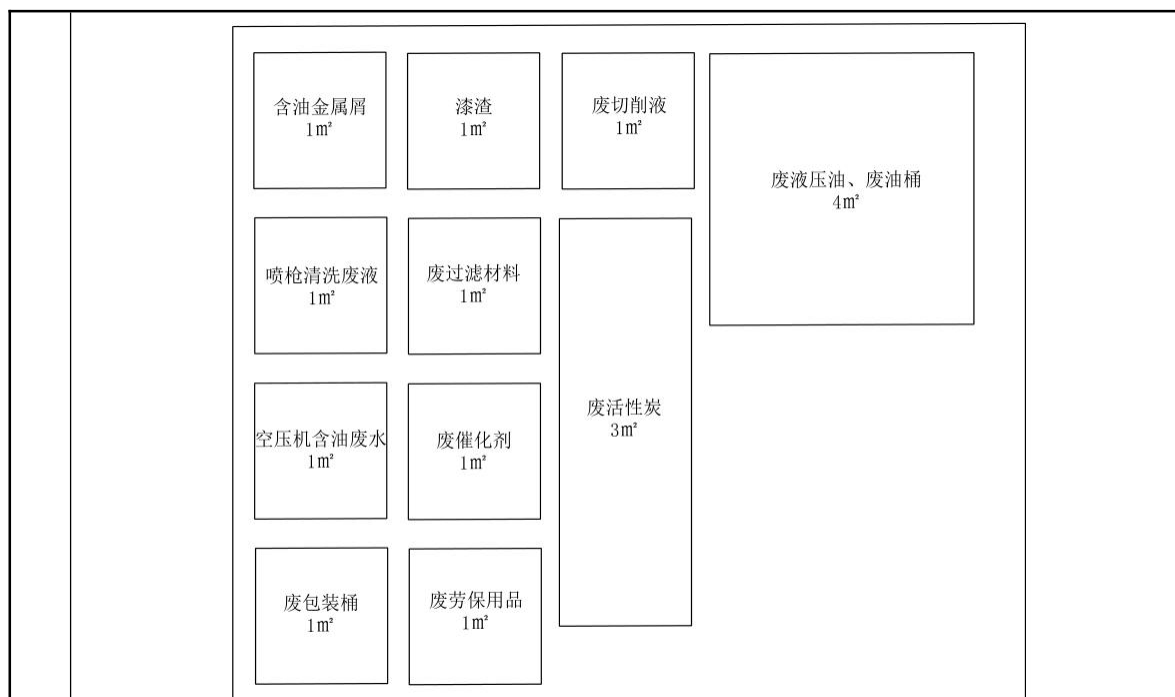 含油金属屑
1㎡
漆渣
1㎡
废切削液
1㎡
废液压油、废油桶
4㎡
喷枪清洗废液
1㎡
废过滤材料
1㎡
废活性炭
3㎡
空压机含油废水
1㎡
废催化剂
1㎡
废包装桶
1㎡
废劳保用品
1㎡